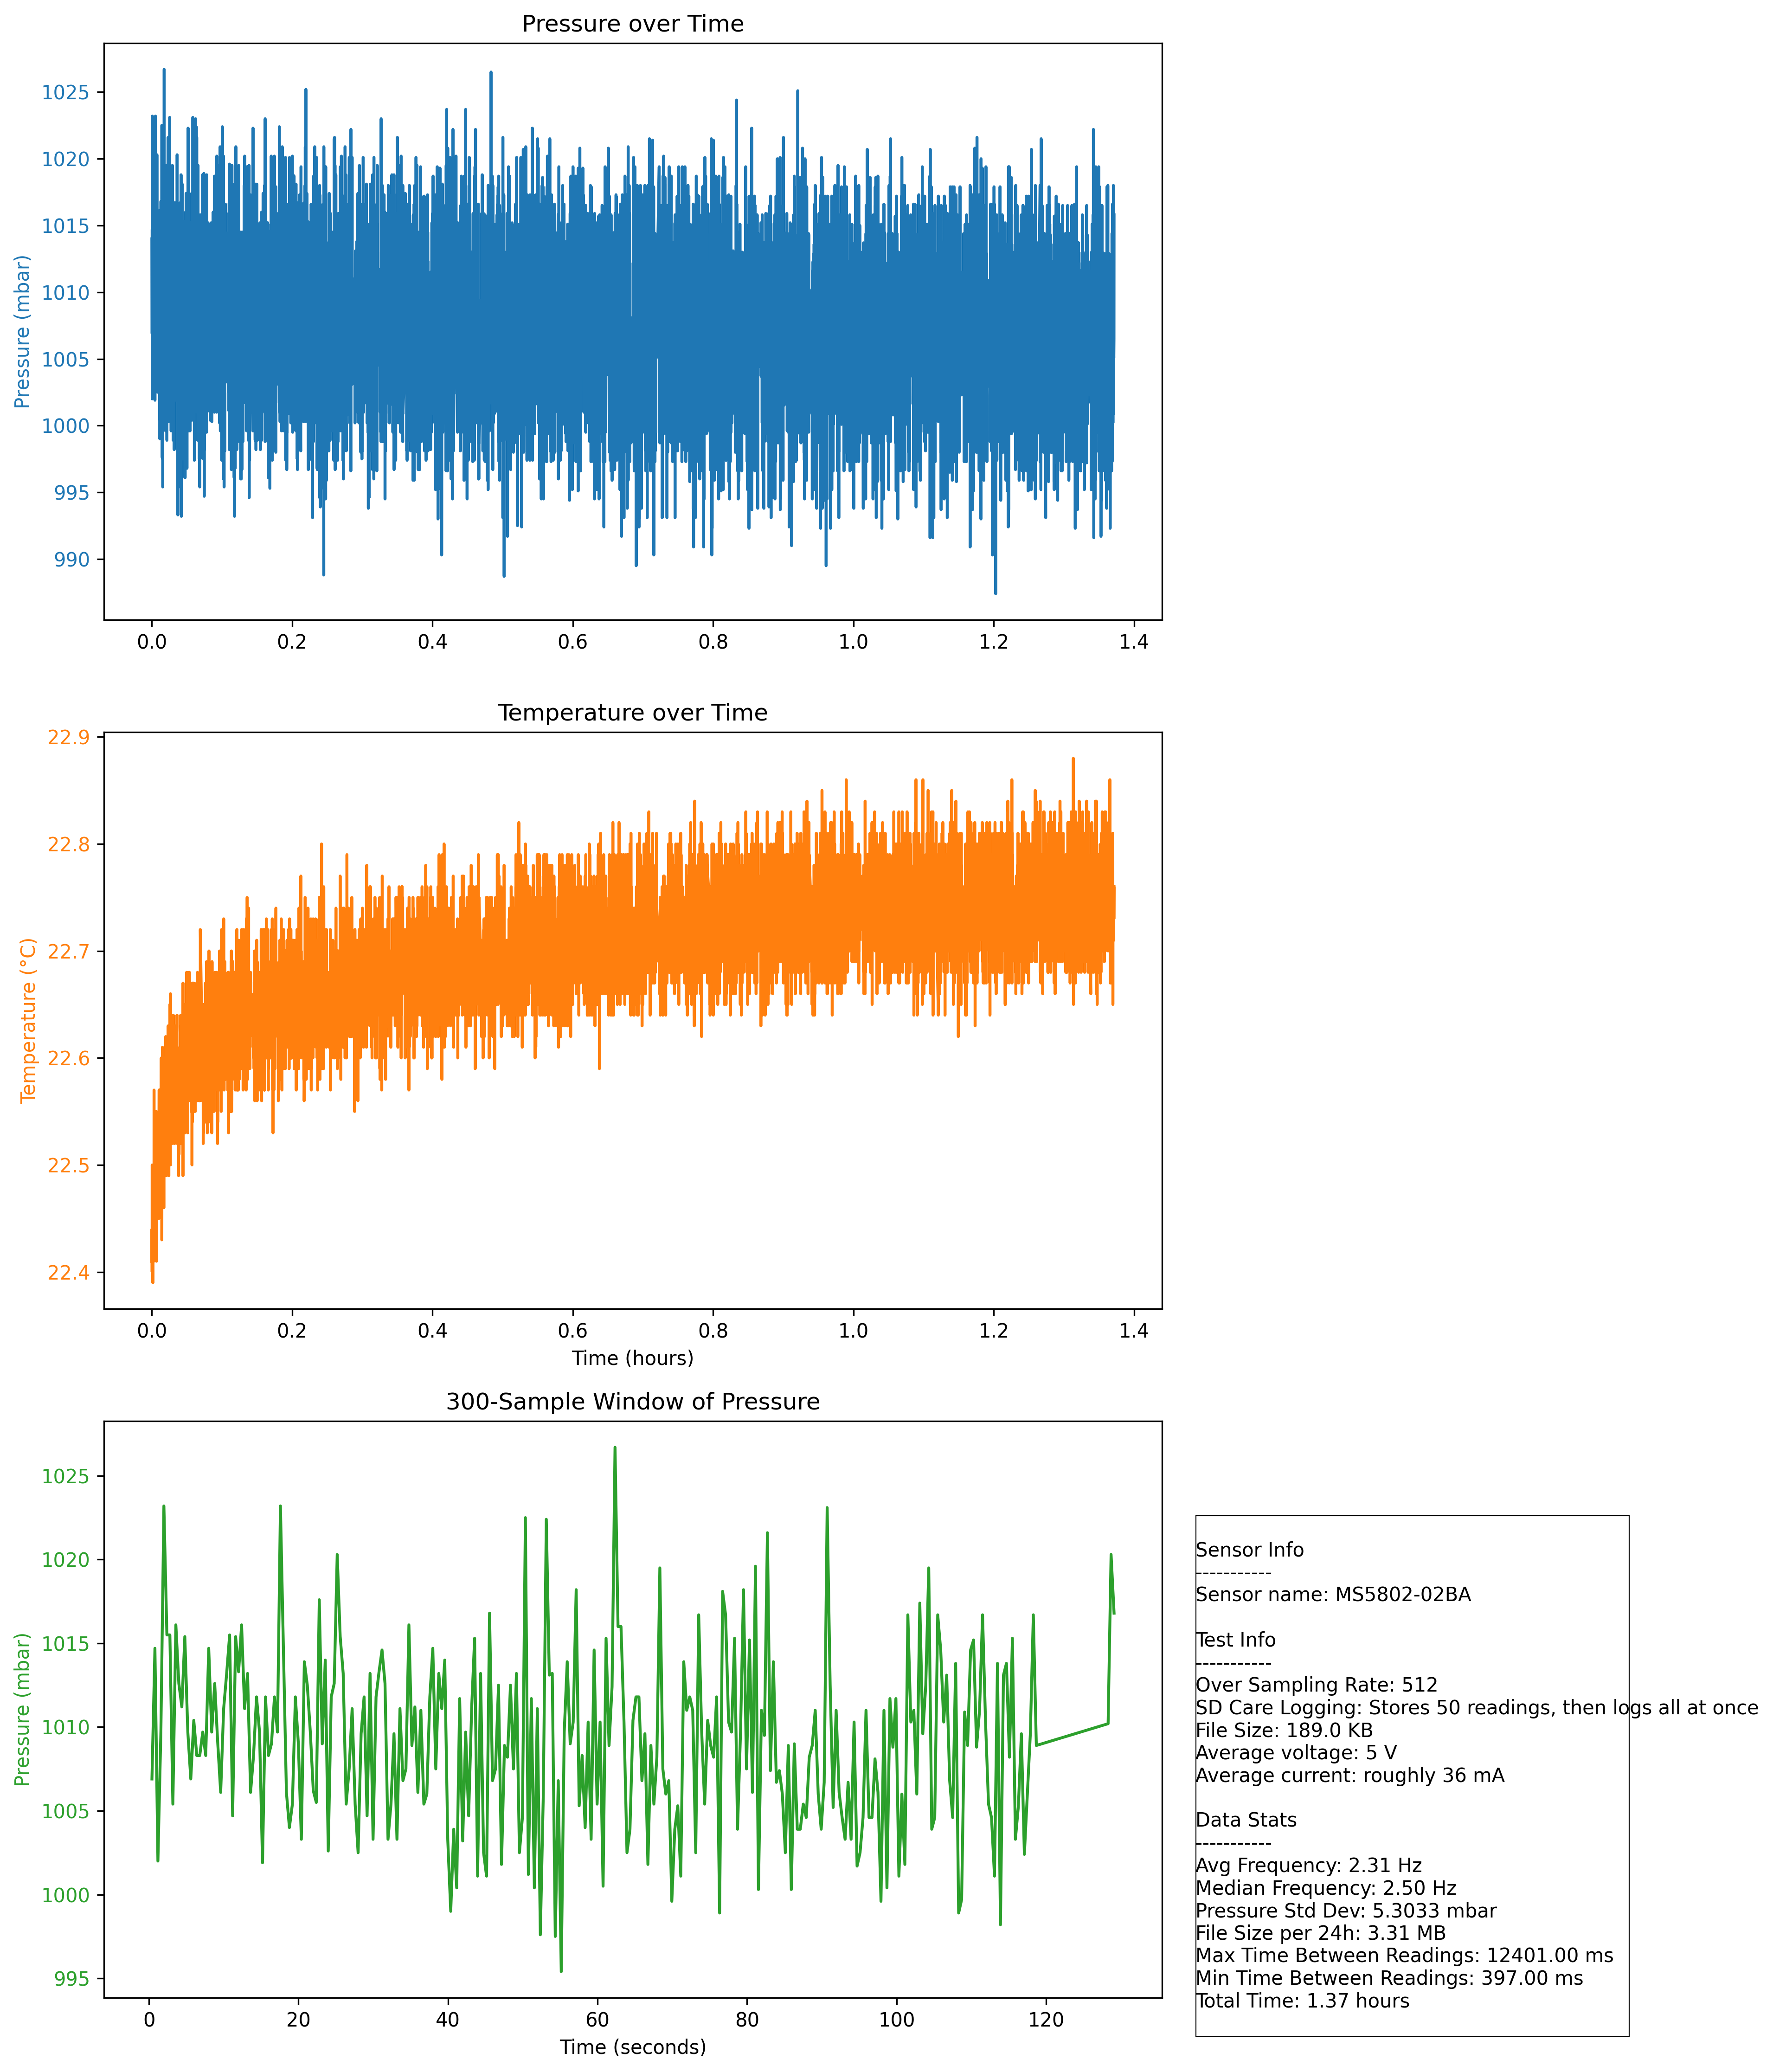 Pressure over Time
Pressure (mbar)
1025
1020
1015
1010
1005
1000
995
990
0.0 0.2 0.4 0.6 0.8 1.0 1.2 1.4
Temperature over Time
Temperature (°C)
22.9
22.8
22.7
22.6
22.5
22.4
0.0 0.2 0.4 0.6 0.8 1.0 1.2 1.4
Time (hours)
300-Sample Window of Pressure
Pressure (mbar)
1025
1020
1015
1010
1005
1000
995
0 20 40 60 80 100 120
Time (seconds)
Sensor Info
-----------
Sensor name: MS5802-02BA
Test Info
-----------
Over Sampling Rate: 512
SD Care Logging: Stores 50 readings, then logs all at once
File Size: 189.0 KB
Average voltage: 5 V
Average current: roughly 36 mA
Data Stats
-----------
Avg Frequency: 2.31 Hz
Median Frequency: 2.50 Hz
Pressure Std Dev: 5.3033 mbar
File Size per 24h: 3.31 MB
Max Time Between Readings: 12401.00 ms
Min Time Between Readings: 397.00 ms
Total Time: 1.37 hours